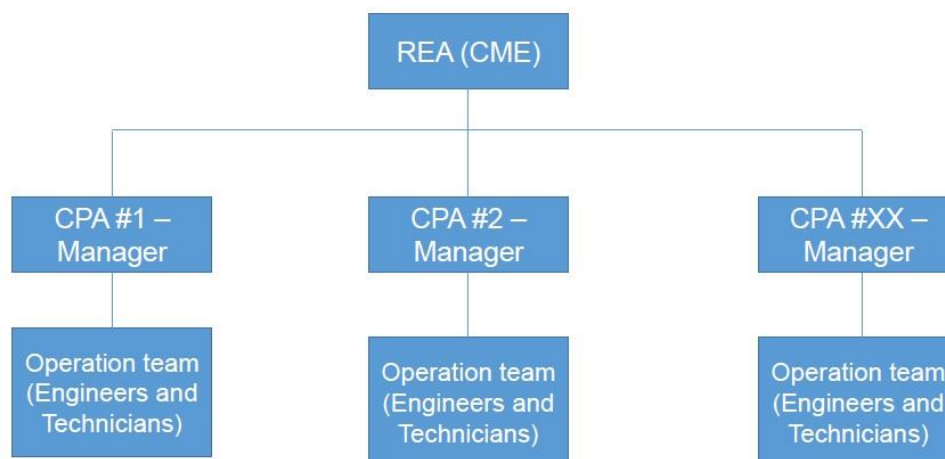 REA (CME)
CPA #1 –
Manager
CPA #2 –
Manager
CPA #XX –
Manager
Operation team
(Engineers and
Technicians)
Operation team
(Engineers and
Technicians)
Operation team
(Engineers and
Technicians)